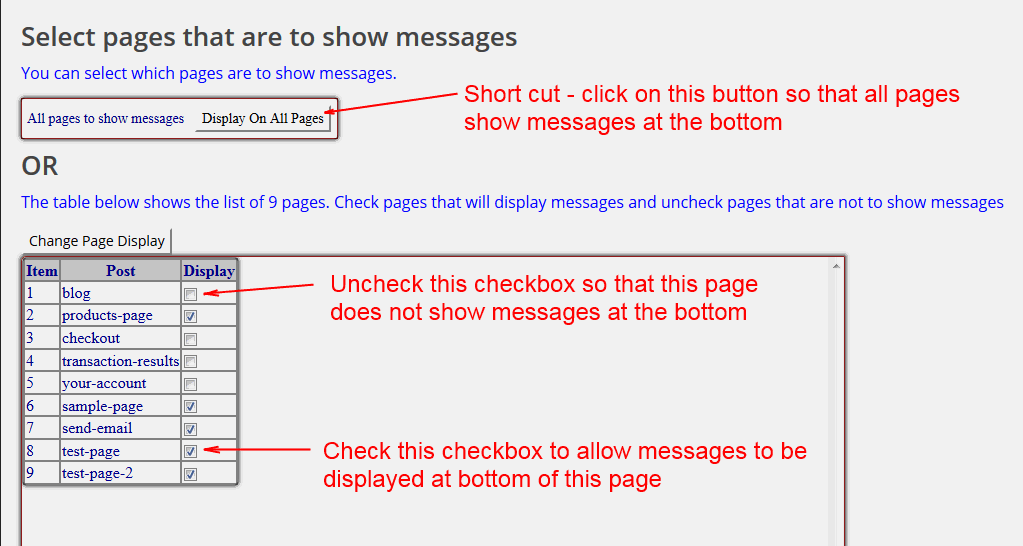 Select pages that are to show messages
You can select which pages are to show messages.
All pages to show messages Display On All Pages
Short cut - click on this button so that all pages
show messages at the bottom
OR
The table below shows the list of 9 pages. Check pages that will display messages and uncheck pages that are not to show messages
Change Page Display
Item Post Display
1 blog
2 products-page
3 checkout
4 transaction-results
5 your-account
6 sample-page
7 send-email
8 test-page
9 test-page-2
Uncheck this checkbox so that this page
does not show messages at the bottom
Check this checkbox to allow messages to be
displayed at bottom of this page